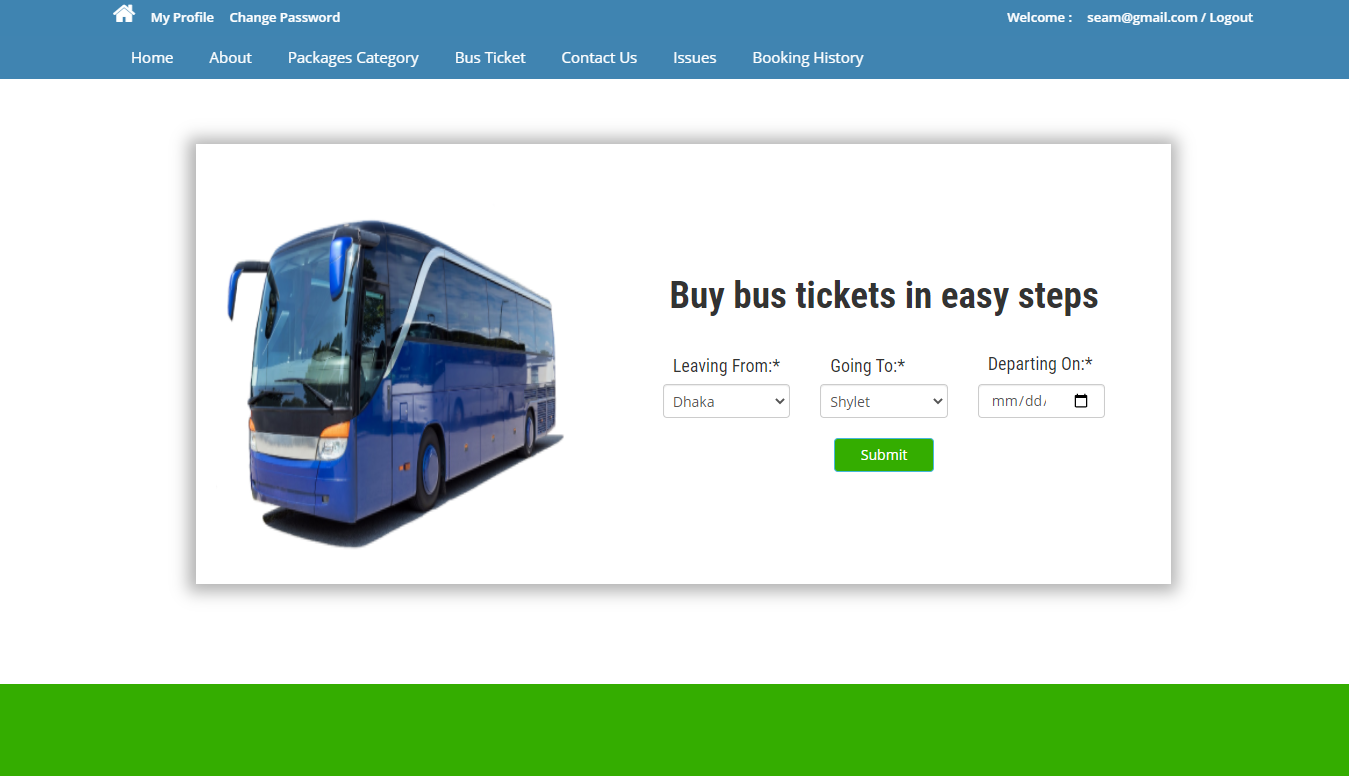 My Profile Change Password Welcome : seam@gmail.com / Logout
Home About Packages Category Bus Ticket Contact Us Issues Booking History
Buy bus tickets in easy steps
Leaving From:* Going To:* Departing On:*
Dhaka Shylet mm/dd/
Submit